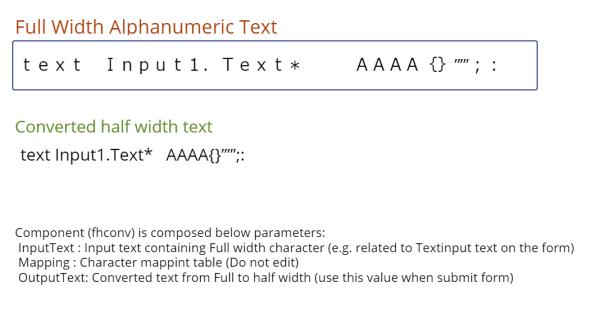 Full Width Alphanumeric Text
ｔｅｘｔ　Ｉｎｐｕｔ１．Ｔｅｘｔ＊　　ＡＡＡＡ｛｝””；：
Converted half width text
text Input1.Text*   AAAA{}””;:
Component (fhconv) is composed below parameters:
InputText : Input text containing Full width character (e.g. related to Textinput text on the form)
Mapping : Character mappint table (Do not edit)
OutputText: Converted text from Full to half width (use this value when submit form)